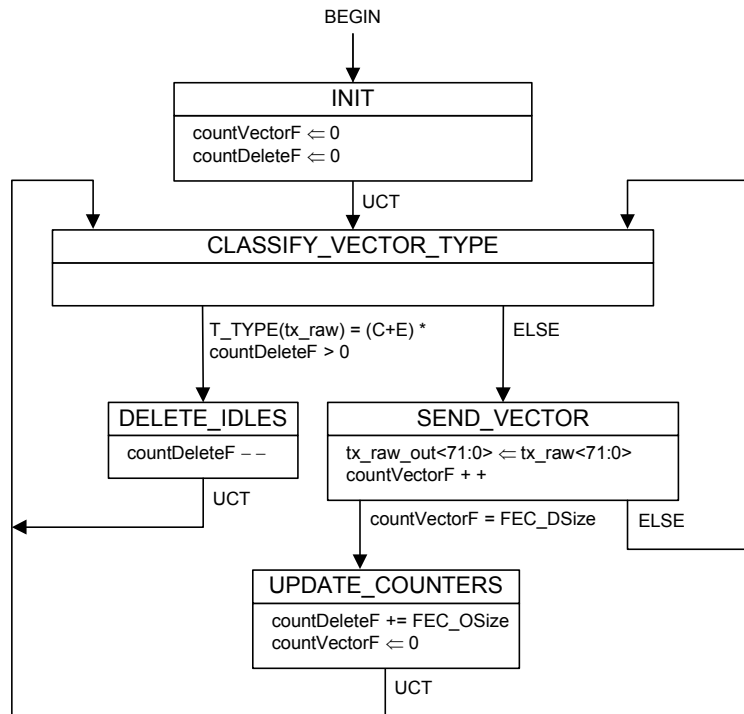 BEGIN
INIT
countVectorF ⇐ 0
countDeleteF ⇐ 0
UCT
CLASSIFY_VECTOR_TYPE
T_TYPE(tx_raw) = (C+E) *
countDeleteF > 0
ELSE
DELETE_IDLES
countDeleteF – –
UCT
SEND_VECTOR
tx_raw_out<71:0> ⇐ tx_raw<71:0>
countVectorF + +
countVectorF = FEC_DSize
ELSE
UPDATE_COUNTERS
countDeleteF += FEC_OSize
countVectorF ⇐ 0
UCT